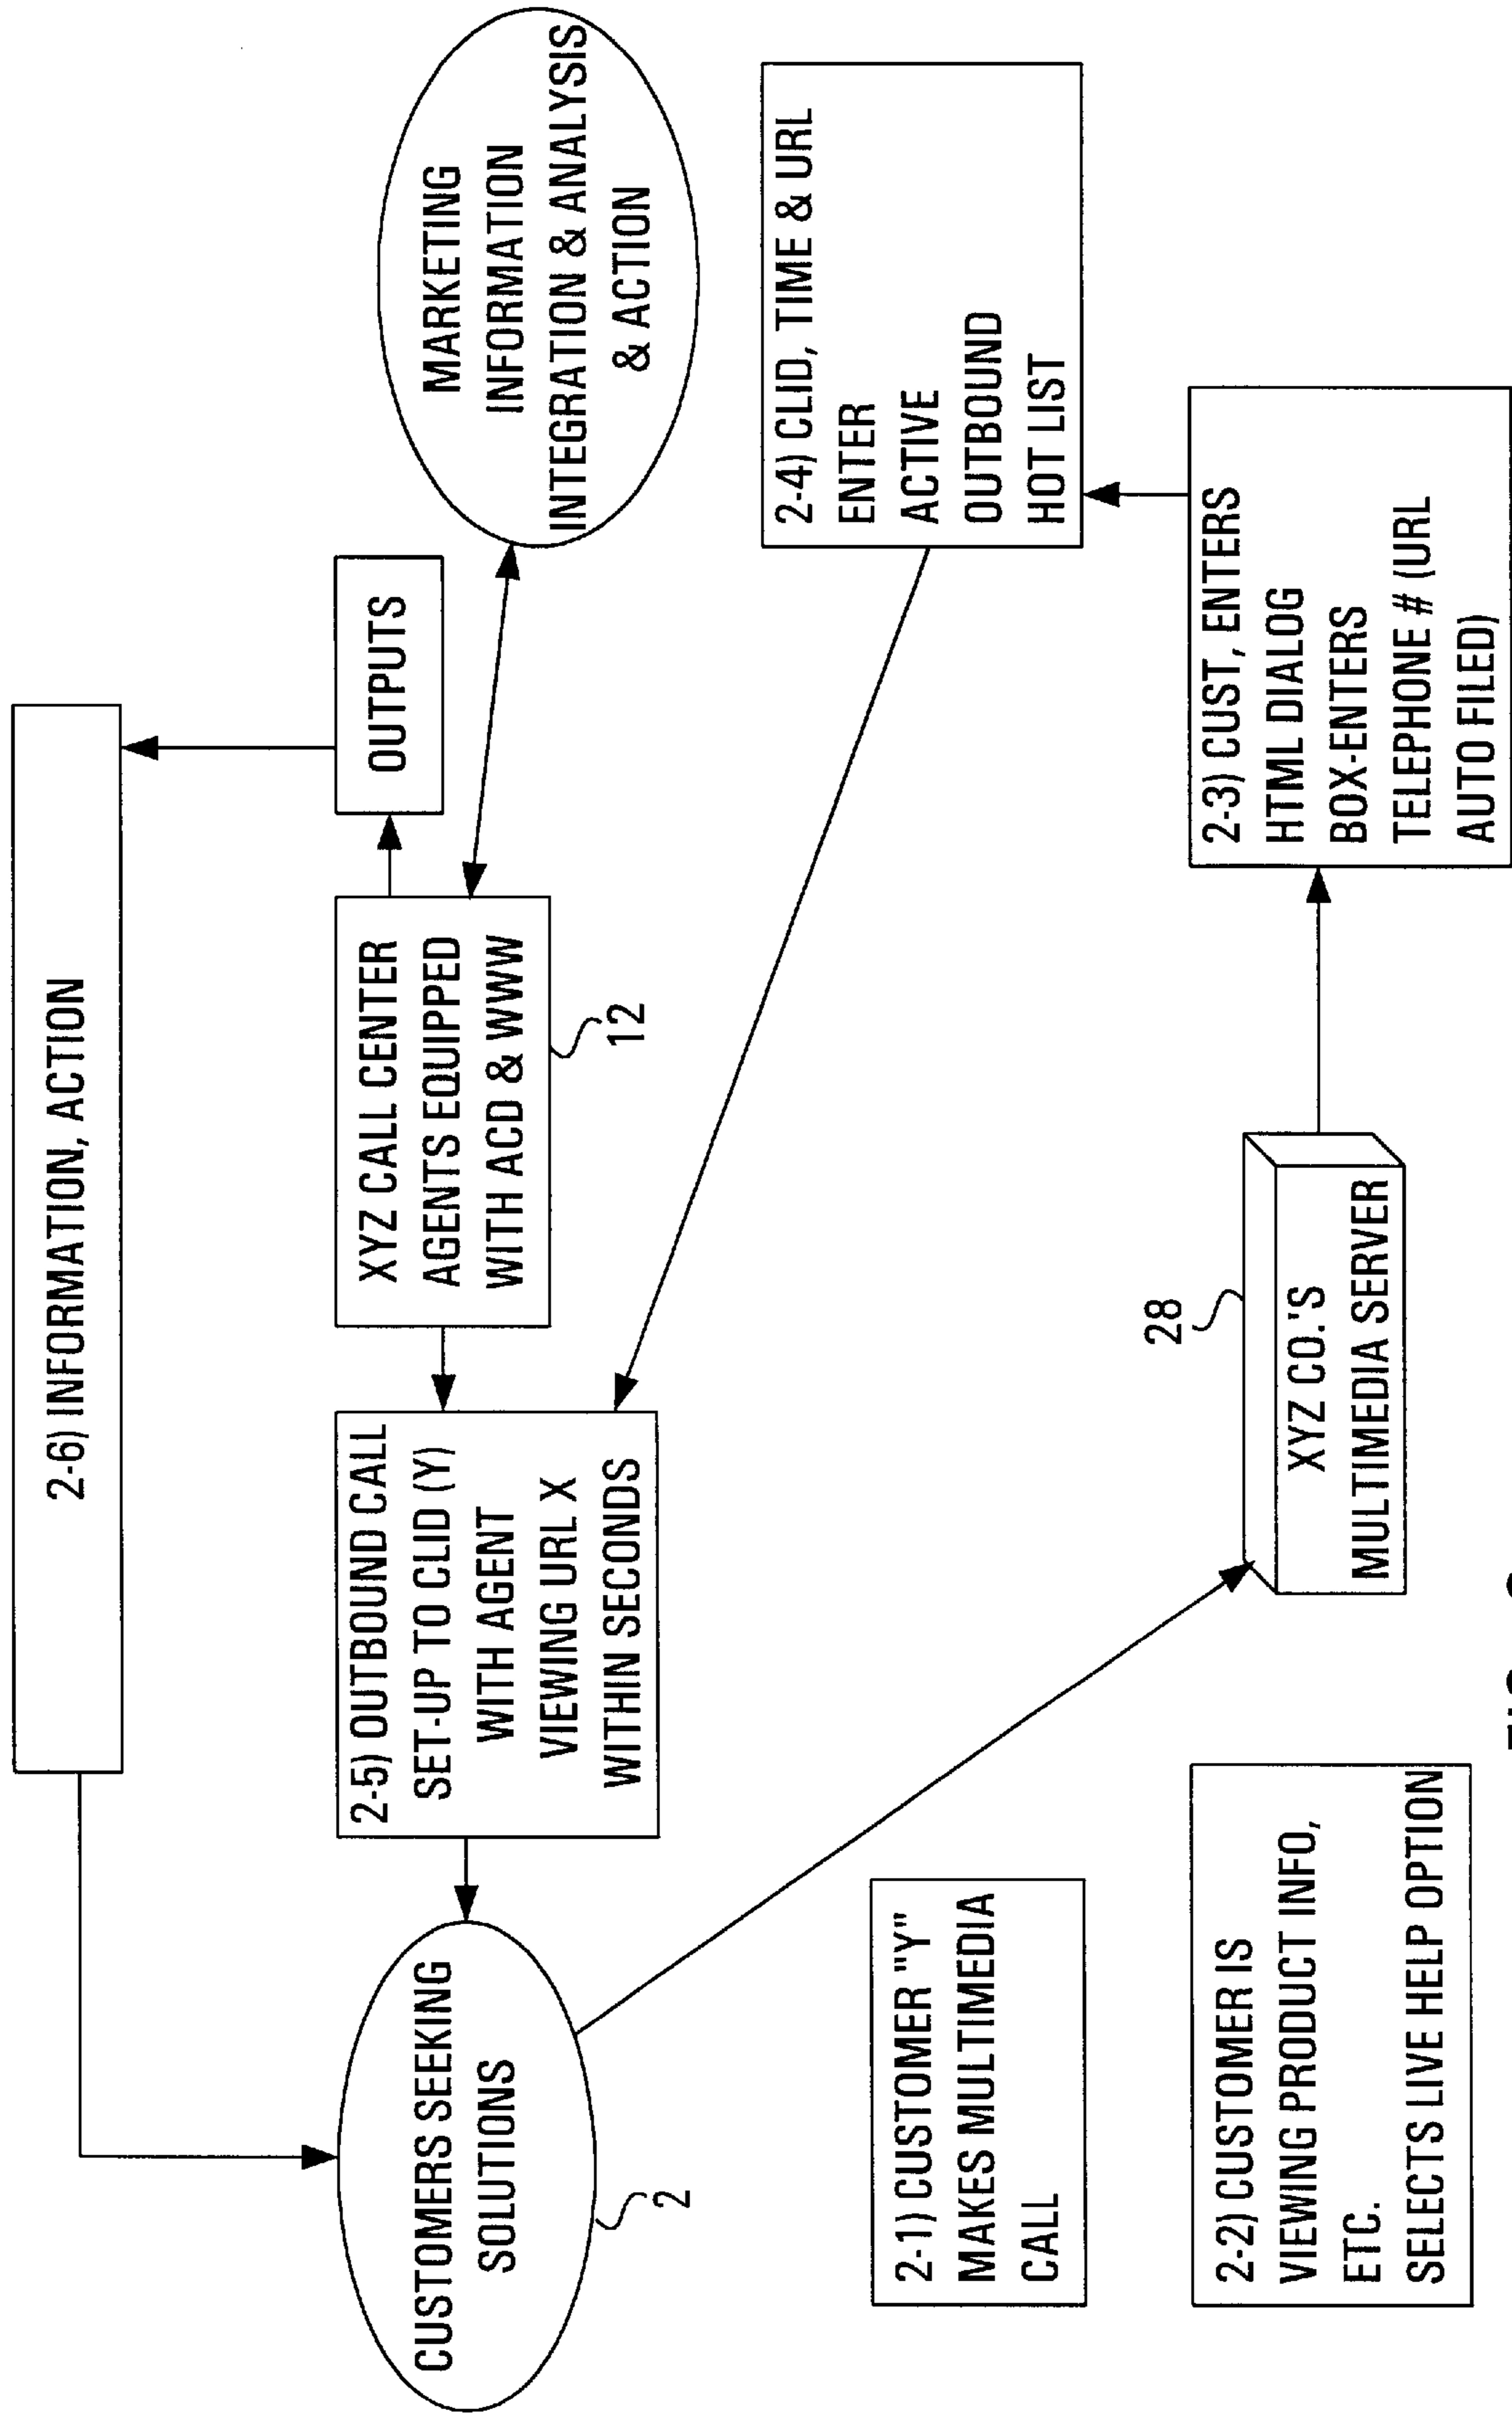 2-6) INFORMATION, ACTION
CUSTOMERS SEEKING
SOLUTIONS
2
2-5) OUTBOUND CALL
SET-UP TO CLID (Y)
WITH AGENT
VIEWING URL X
WITHIN SECONDS
XYZ CALL CENTER
AGENTS EQUIPPED
WITH ACD & WWW
12
OUTPUTS
MARKETING
INFORMATION
INTEGRATION & ANALYSIS
& ACTION
2-1) CUSTOMER "Y"
MAKES MULTIMEDIA
CALL
2-2) CUSTOMER IS
VIEWING PRODUCT INFO,
ETC.
SELECTS LIVE HELP OPTION
28
XYZ CO.'S
MULTIMEDIA SERVER
2-3) CUST, ENTERS
HTML DIALOG
BOX-ENTERS
TELEPHONE # (URL
AUTO FILED)
2-4) CLID, TIME & URL
ENTER
ACTIVE
OUTBOUND
HOT LIST